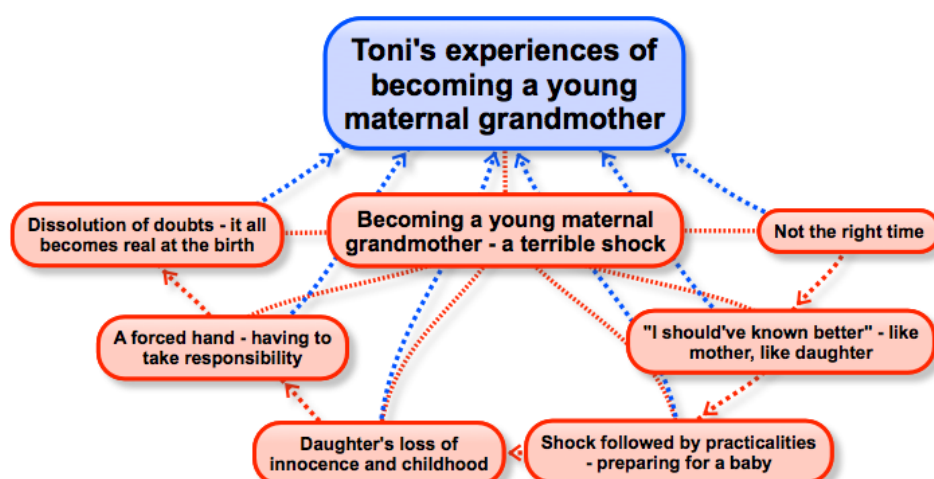 Toni's experiences of
becoming a young
maternal grandmother
Dissolution of doubts - it all
becomes real at the birth
Becoming a young maternal
grandmother - a terrible shock
Not the right time
A forced hand - having to
take responsibility
"I should've known better" - like
mother, like daughter
Daughter's loss of
innocence and childhood
Shock followed by practicalities
- preparing for a baby